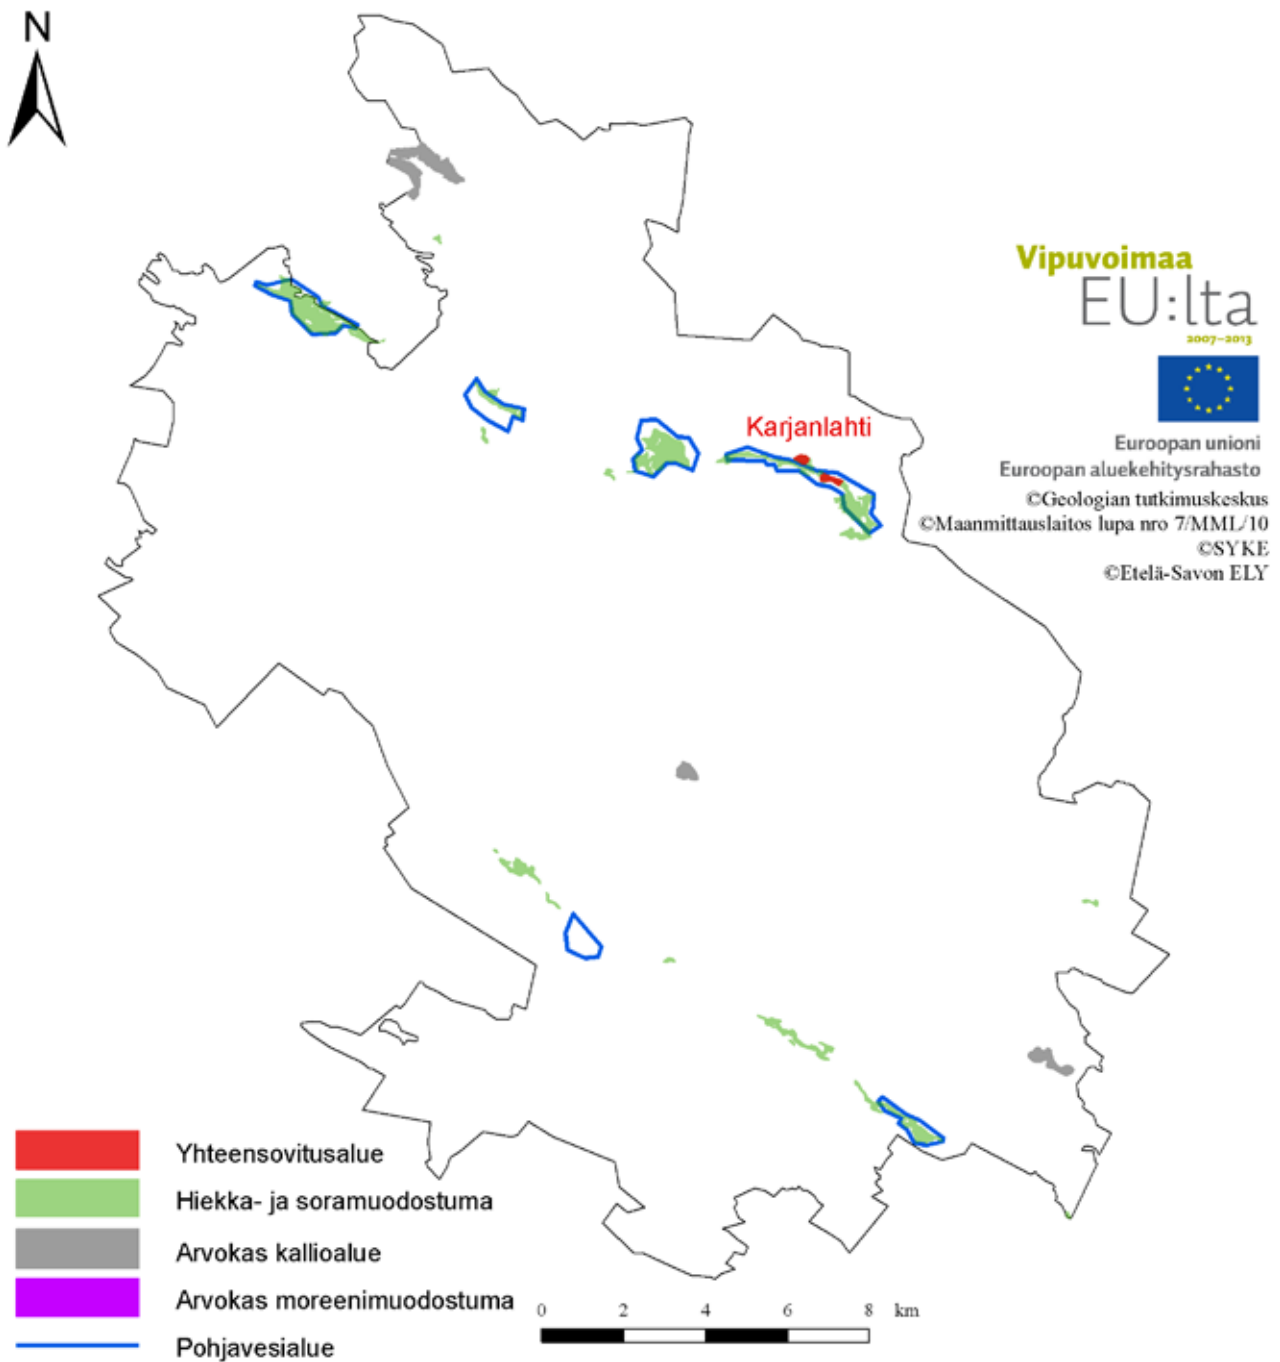 N
Vipuvoimaa
EU:lta
2007–2013
Karjanlahti
Euroopan unioni
Euroopan aluekehitysrahasto
©Geologian tutkimuskeskus
©Maanmittauslaitos lupa nro 7/MML/10
©SYKE
©Etelä-Savon ELY
Yhteensovitusalue
Hiekka- ja soramuodostuma
Arvokas kallioalue
Arvokas moreenimuodostuma
Pohjavesialue
0 2 4 6 8 km